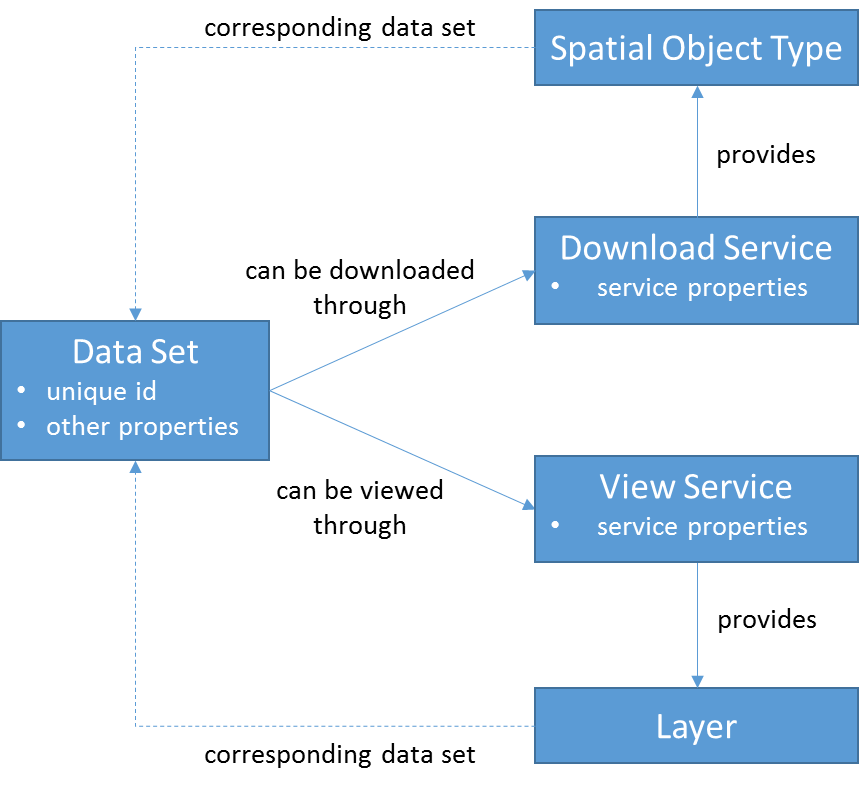 corresponding data set
Spatial Object Type
provides
can be downloaded
through
Download Service
• service properties
Data Set
• unique id
• other properties
can be viewed
through
View Service
• service properties
provides
Layer
corresponding data set